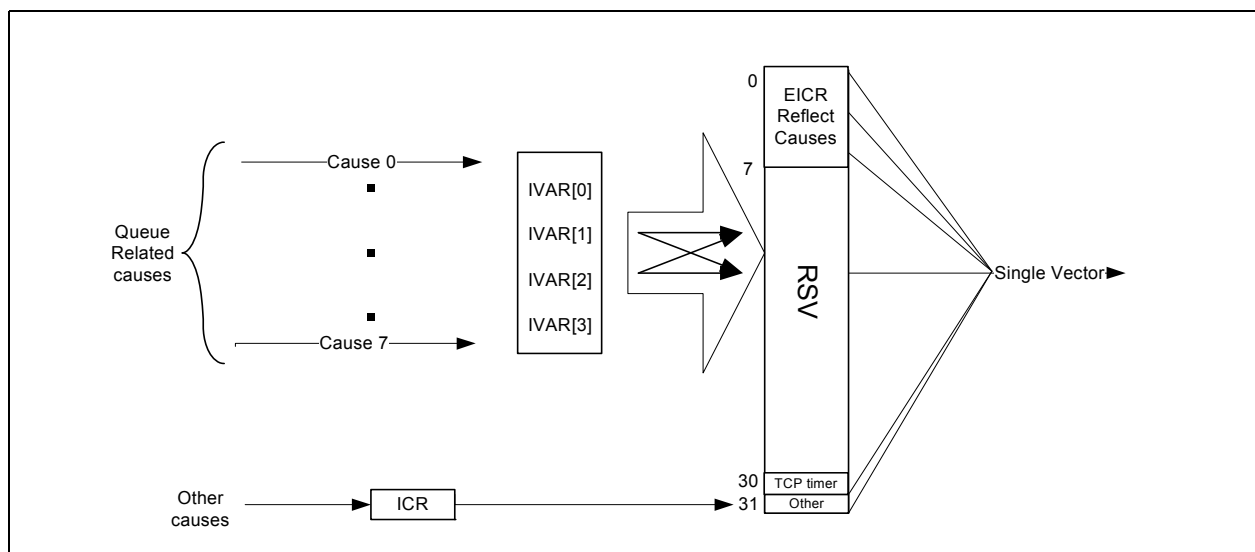 Queue
Related
causes
Cause 0
Cause 7
IVAR[0]
IVAR[1]
IVAR[2]
IVAR[3]
0
EICR
Reflect
Causes
7
RSV
30
TCP timer
31
Other
Single Vector
Other
causes
ICR